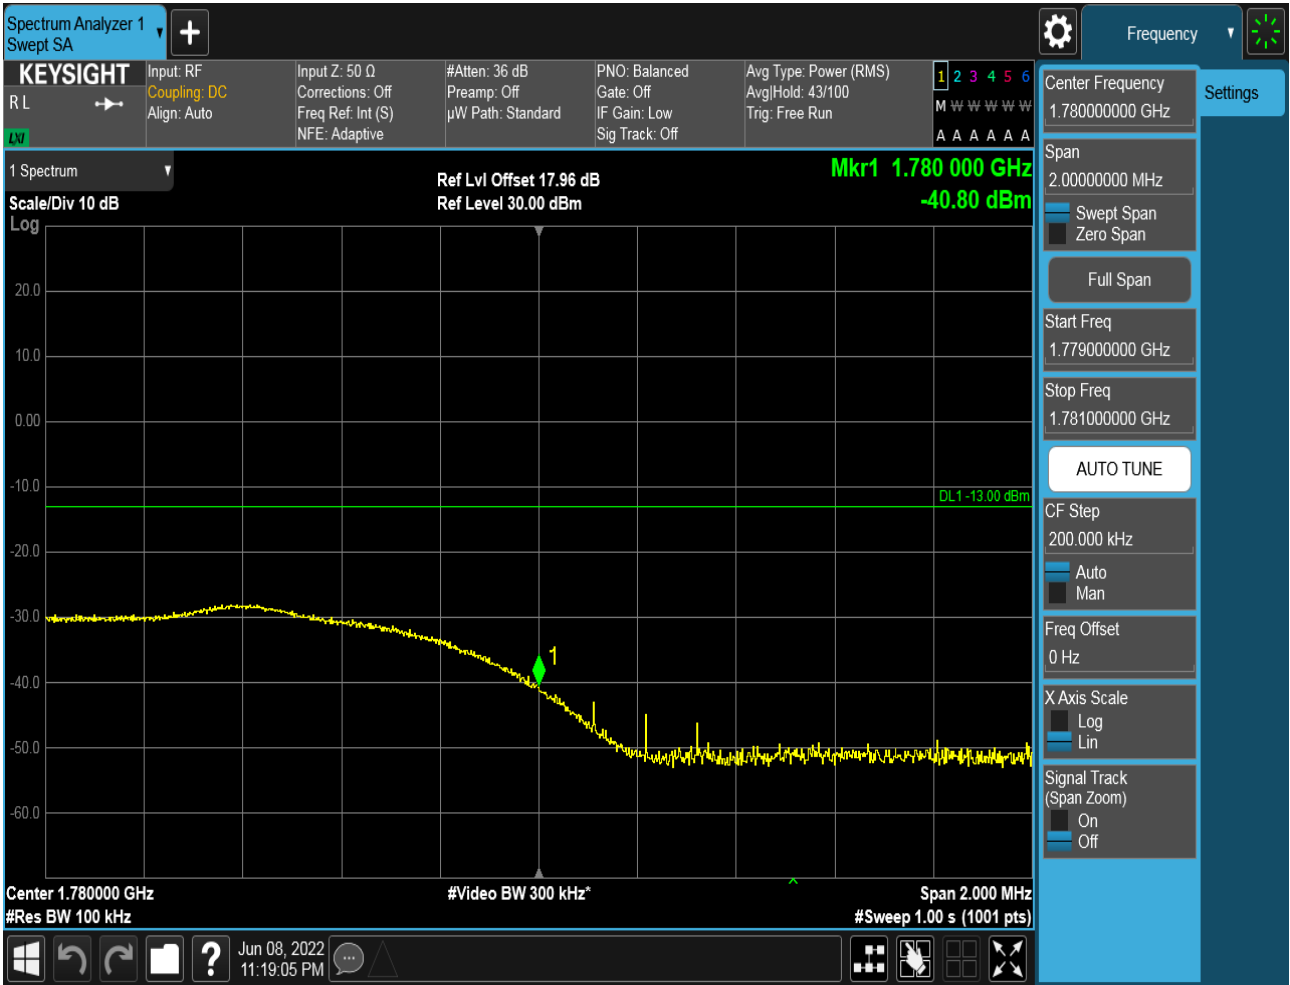 Spectrum Analyzer 1
Swept SA
Frequency
KEYSIGHT
R L
LXI
Input: RF
Coupling: DC
Align: Auto
Input Z: 50 Ω
Corrections: Off
Freq Ref: Int (S)
NFE: Adaptive
#Atten: 36 dB
Preamp: Off
µW Path: Standard
PNO: Balanced
Gate: Off
IF Gain: Low
Sig Track: Off
Avg Type: Power (RMS)
Avg|Hold: 43/100
Trig: Free Run
1 2 3 4 5 6
M W W W W W
A A A A A A
1 Spectrum
Scale/Div 10 dB
Log
Ref Lvl Offset 17.96 dB
Ref Level 30.00 dBm
Mkr1 1.780 000 GHz
-40.80 dBm
20.0
10.0
0.00
-10.0
-20.0
-30.0
-40.0
-50.0
-60.0
DL1 -13.00 dBm
1
Center 1.780000 GHz
#Res BW 100 kHz
#Video BW 300 kHz*
Span 2.000 MHz
#Sweep 1.00 s (1001 pts)
Center Frequency
1.780000000 GHz
Span
2.00000000 MHz
Swept Span
Zero Span
Full Span
Start Freq
1.779000000 GHz
Stop Freq
1.781000000 GHz
AUTO TUNE
CF Step
200.000 kHz
Auto
Man
Freq Offset
0 Hz
X Axis Scale
Log
Lin
Signal Track
(Span Zoom)
On
Off
Settings
?
Jun 08, 2022
11:19:05 PM